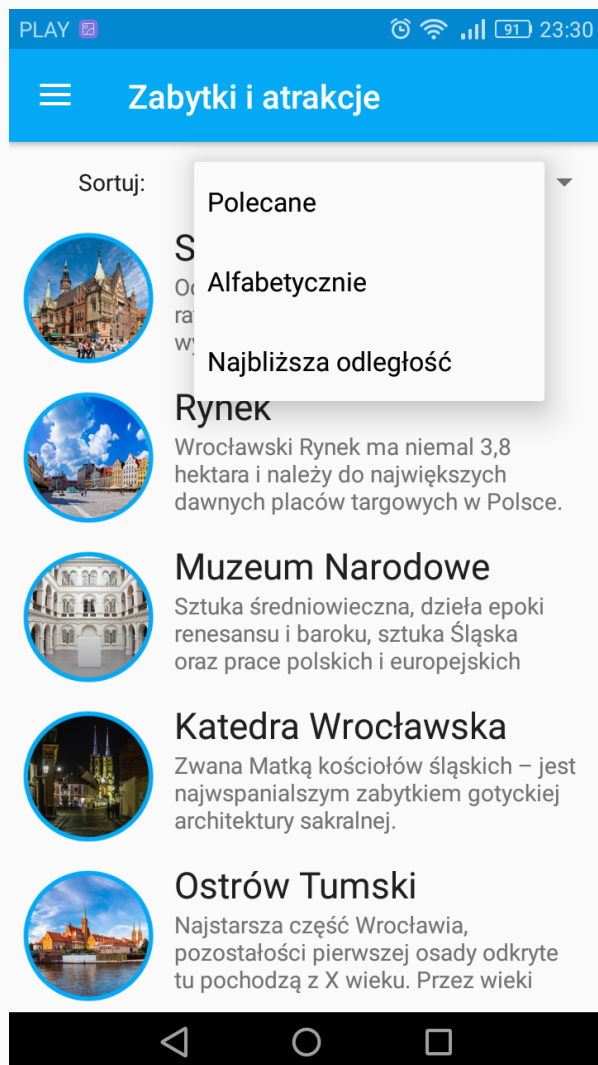 PLAY 91 23:30
Zabytki i atrakcje
Sortuj:
Polecane
Alfabetycznie
Najbliższa odległość
Rynek
Wrocławski Rynek ma niemal 3,8
hektara i należy do największych
dawnych placów targowych w Polsce.
Muzeum Narodowe
Sztuka średniowieczna, dzieła epoki
renesansu i baroku, sztuka Śląska
oraz prace polskich i europejskich
Katedra Wrocławska
Zwana Matką kościołów śląskich – jest
najwspanialszym zabytkiem gotyckiej
architektury sakralnej.
Ostrów Tumski
Najstarsza część Wrocławia,
pozostałości pierwszej osady odkryte
tu pochodzą z X wieku. Przez wieki